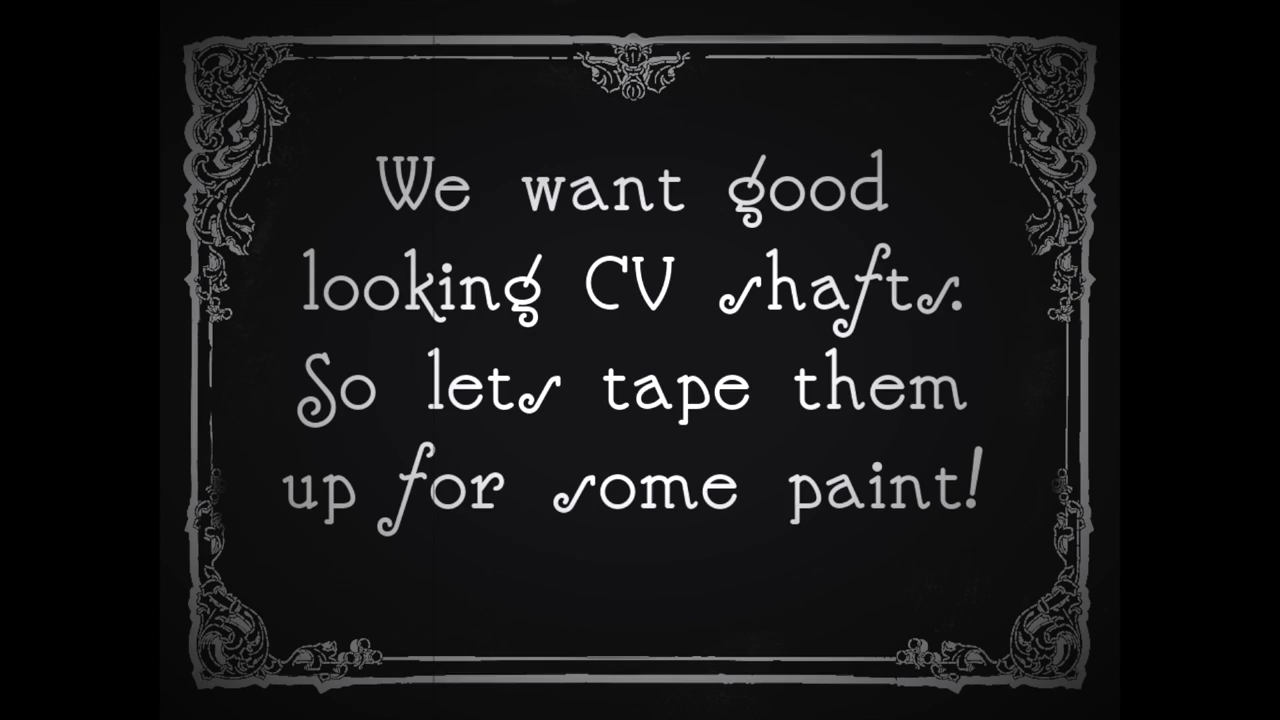 We want good
looking CV shafts.
So lets tape them
up for some paint!